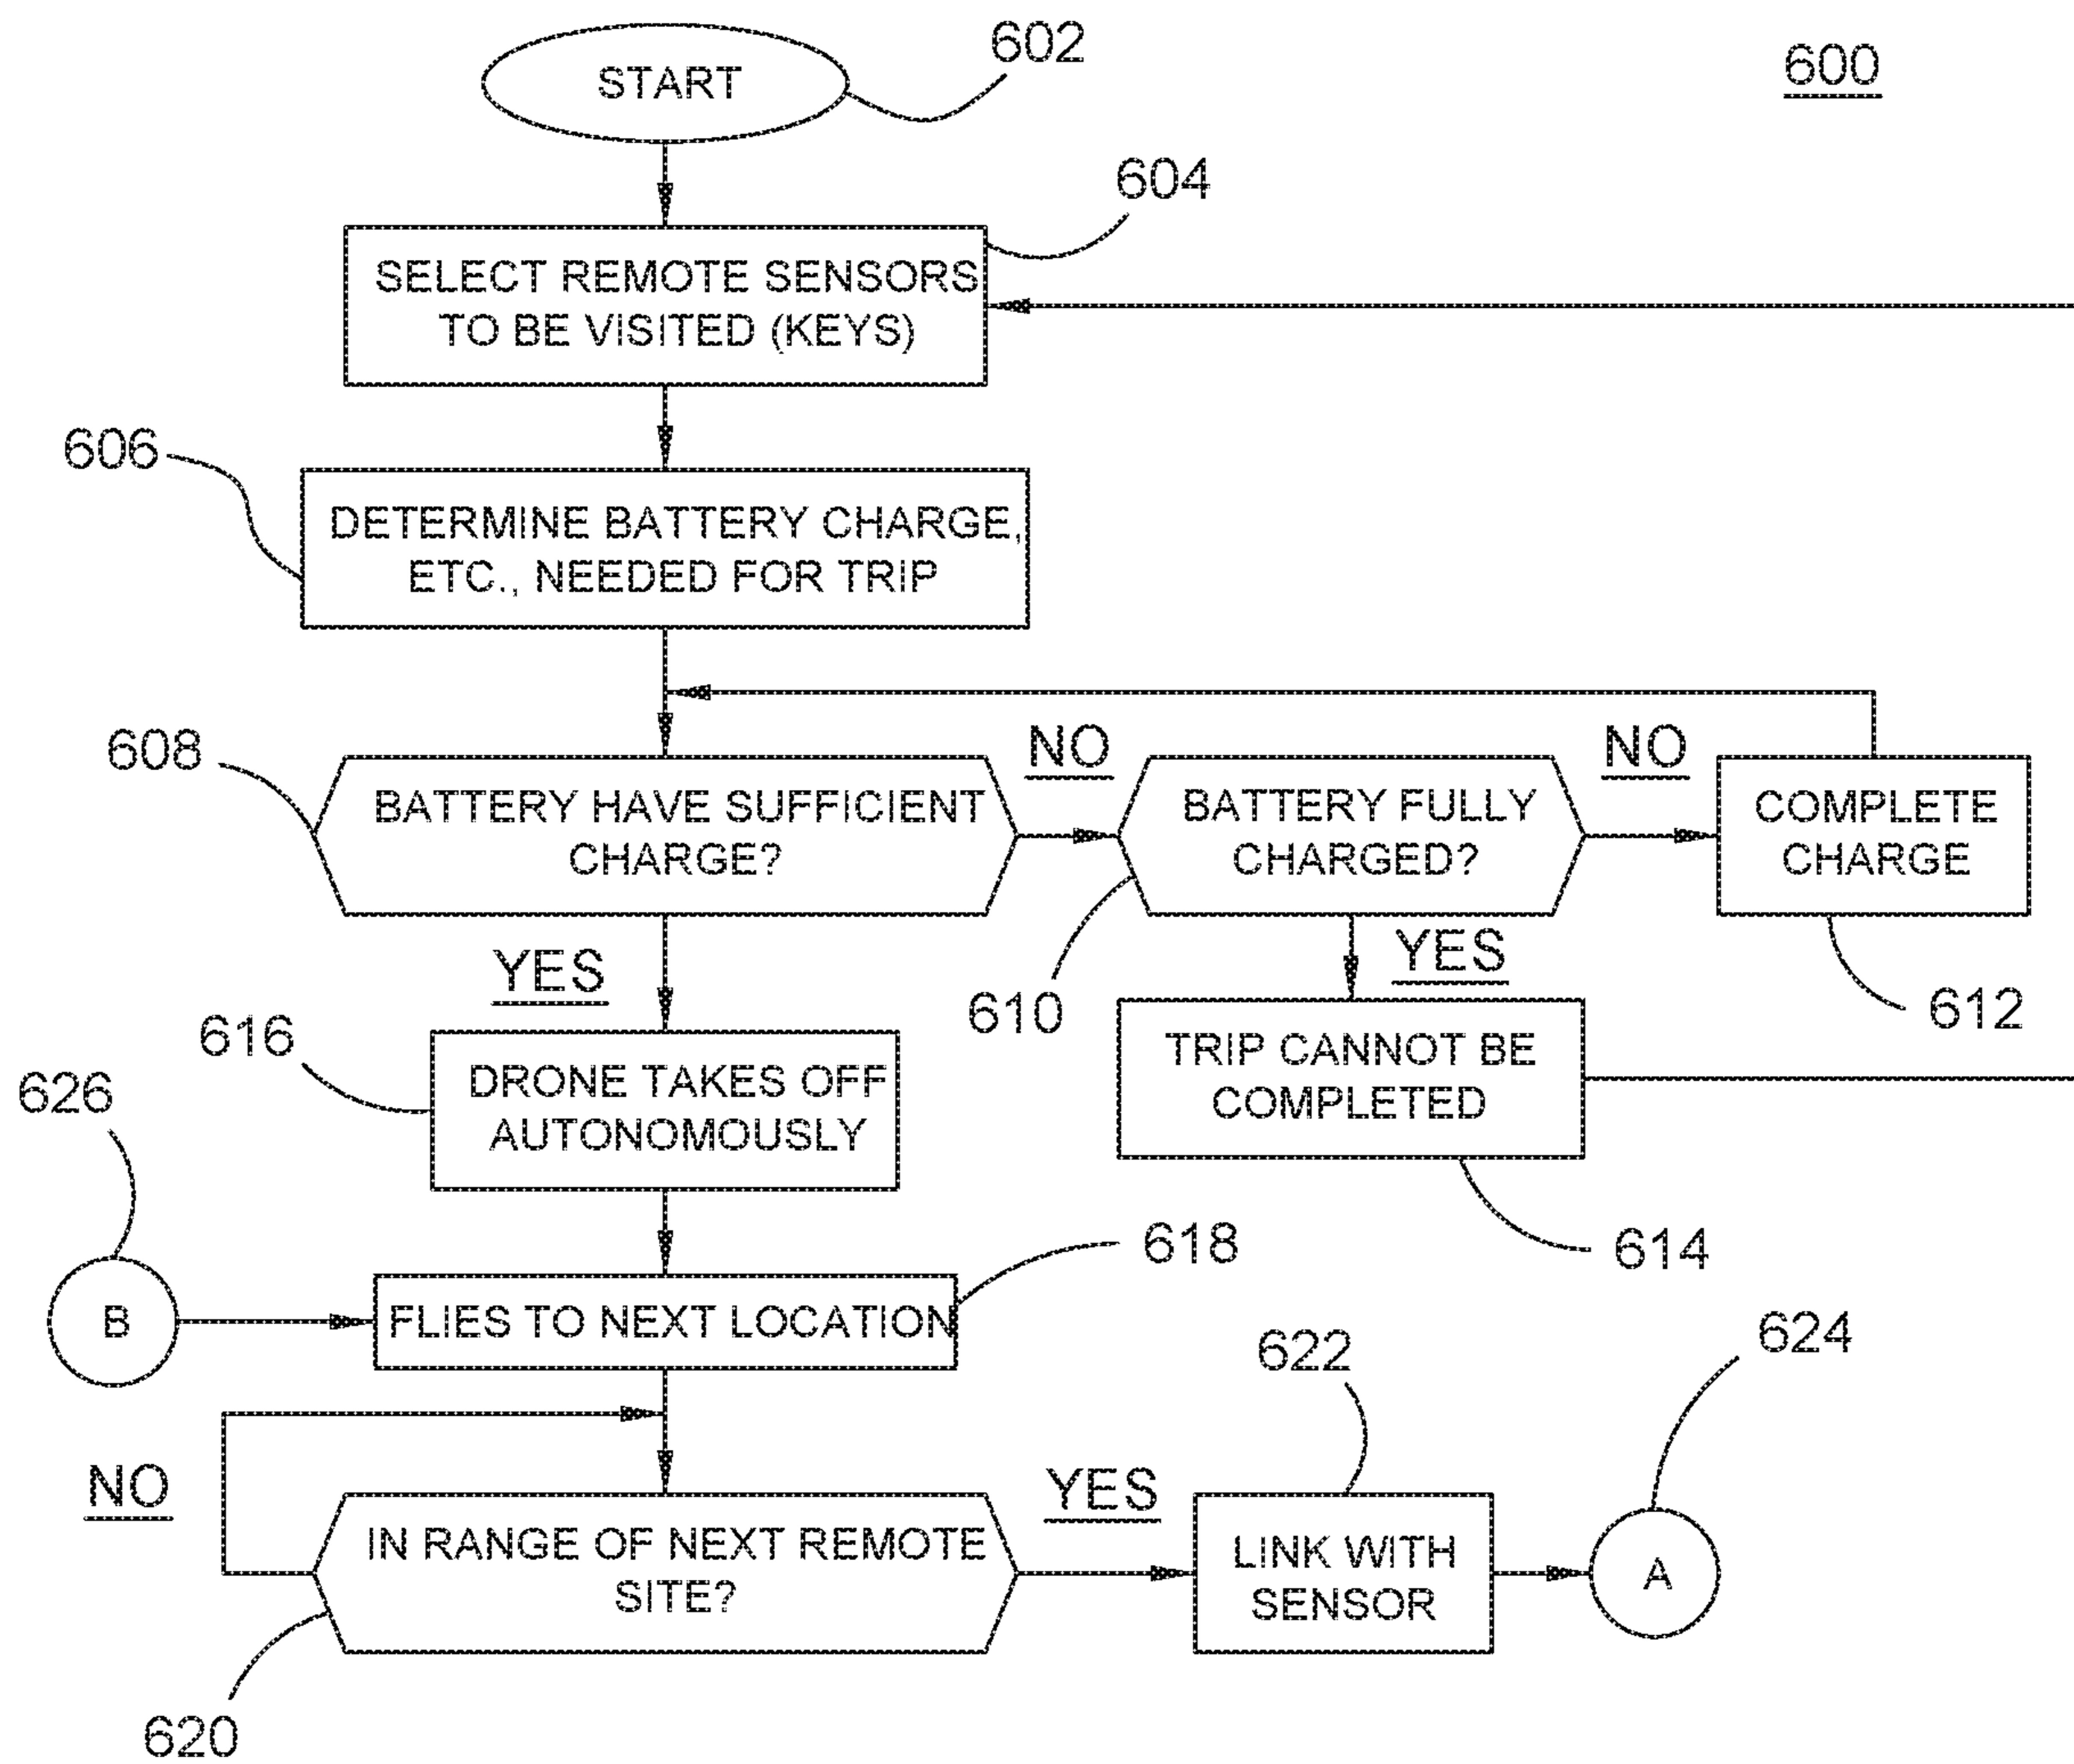 602
600
START
604
SELECT REMOTE SENSORS
TO BE VISITED (KEYS)
606
DETERMINE BATTERY CHARGE,
ETC., NEEDED FOR TRIP
608
NO
NO
BATTERY HAVE SUFFICIENT
CHARGE?
BATTERY FULLY
CHARGED?
COMPLETE
CHARGE
YES
YES
610
612
616
TRIP CANNOT BE
COMPLETED
DRONE TAKES OFF
AUTONOMOUSLY
626
618
614
B
FLIES TO NEXT LOCATION
622
624
NO
YES
IN RANGE OF NEXT REMOTE
SITE?
LINK WITH
SENSOR
A
620